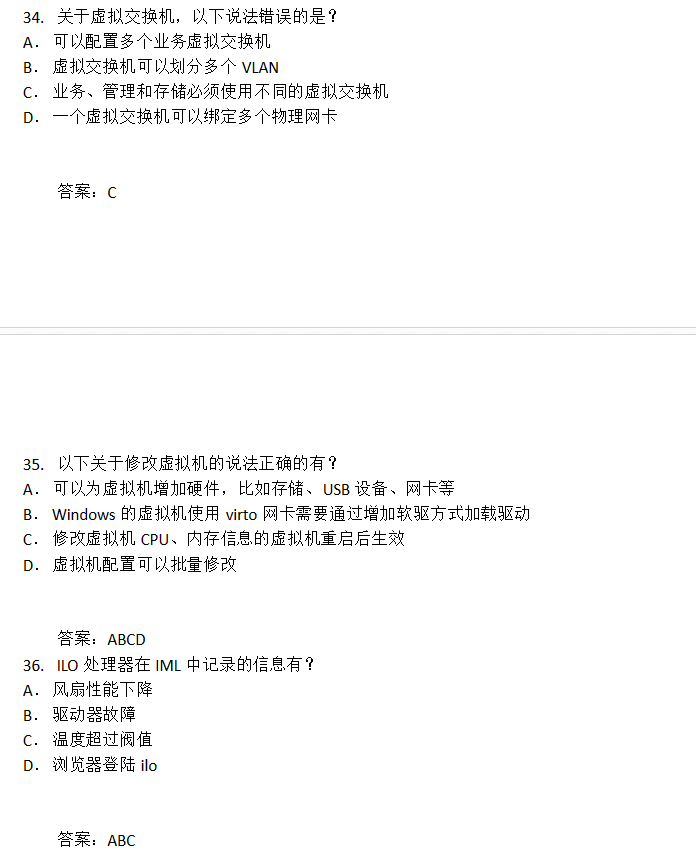 34. 关于虚拟交换机，以下说法错误的是？
A. 可以配置多个业务虚拟交换机
B. 虚拟交换机可以划分多个 VLAN
C. 业务、管理和存储必须使用不同的虚拟交换机
D. 一个虚拟交换机可以绑定多个物理网卡
答案：C
35. 以下关于修改虚拟机的说法正确的有？
A. 可以为虚拟机增加硬件，比如存储、USB 设备、网卡等
B. Windows 的虚拟机使用 virto 网卡需要通过增加软驱方式加载驱动
C. 修改虚拟机 CPU、内存信息的虚拟机重启后生效
D. 虚拟机配置可以批量修改
答案：ABCD
36. ILO 处理器在 IML 中记录的信息有？
A. 风扇性能下降
B. 驱动器故障
C. 温度超过阀值
D. 浏览器登陆 ilo
答案：ABC